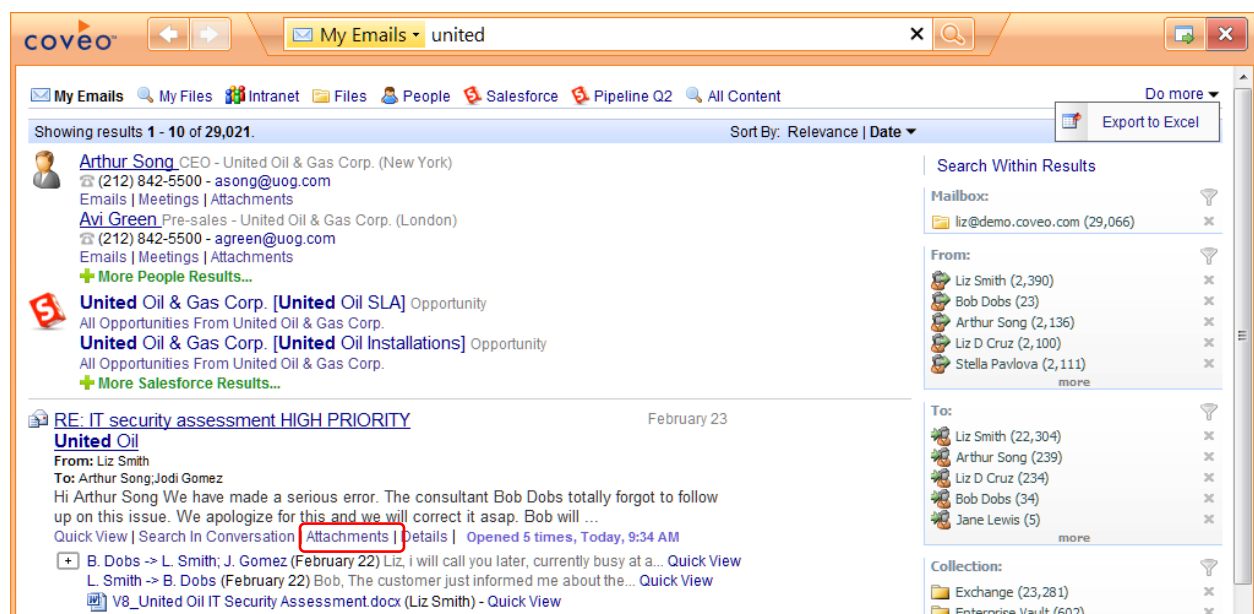 coveo™
My Emails united
My Emails My Files Intranet Files People Salesforce Pipeline Q2 All Content Do more
Export to Excel
Showing results 1 - 10 of 29,021. Sort By: Relevance | Date
Arthur Song CEO - United Oil & Gas Corp. (New York)
(212) 842-5500 - asong@uog.com
Emails | Meetings | Attachments
Avi Green Pre-sales - United Oil & Gas Corp. (London)
(212) 842-5500 - agreen@uog.com
Emails | Meetings | Attachments
More People Results...
United Oil & Gas Corp. [United Oil SLA] Opportunity
All Opportunities From United Oil & Gas Corp.
United Oil & Gas Corp. [United Oil Installations] Opportunity
All Opportunities From United Oil & Gas Corp.
More Salesforce Results...
RE: IT security assessment HIGH PRIORITY February 23
United Oil
From: Liz Smith
To: Arthur Song;Jodi Gomez
Hi Arthur Song We have made a serious error. The consultant Bob Dobs totally forgot to follow
up on this issue. We apologize for this and we will correct it asap. Bob will ...
Quick View | Search In Conversation | Attachments | Details | Opened 5 times, Today, 9:34 AM
B. Dobs -> L. Smith; J. Gomez (February 22) Liz, i will call you later, currently busy at a... Quick View
L. Smith -> B. Dobs (February 22) Bob, The customer just informed me about the... Quick View
V8_United Oil IT Security Assessment.docx (Liz Smith) - Quick View
Search Within Results
Mailbox:
liz@demo.coveo.com (29,066)
From:
Liz Smith (2,390)
Bob Dobs (23)
Arthur Song (2,136)
Liz D Cruz (2,100)
Stella Pavlova (2,111)
more
To:
Liz Smith (22,304)
Arthur Song (239)
Liz D Cruz (234)
Bob Dobs (34)
Jane Lewis (5)
more
Collection:
Exchange (23,281)
Enterprise Vault (602)